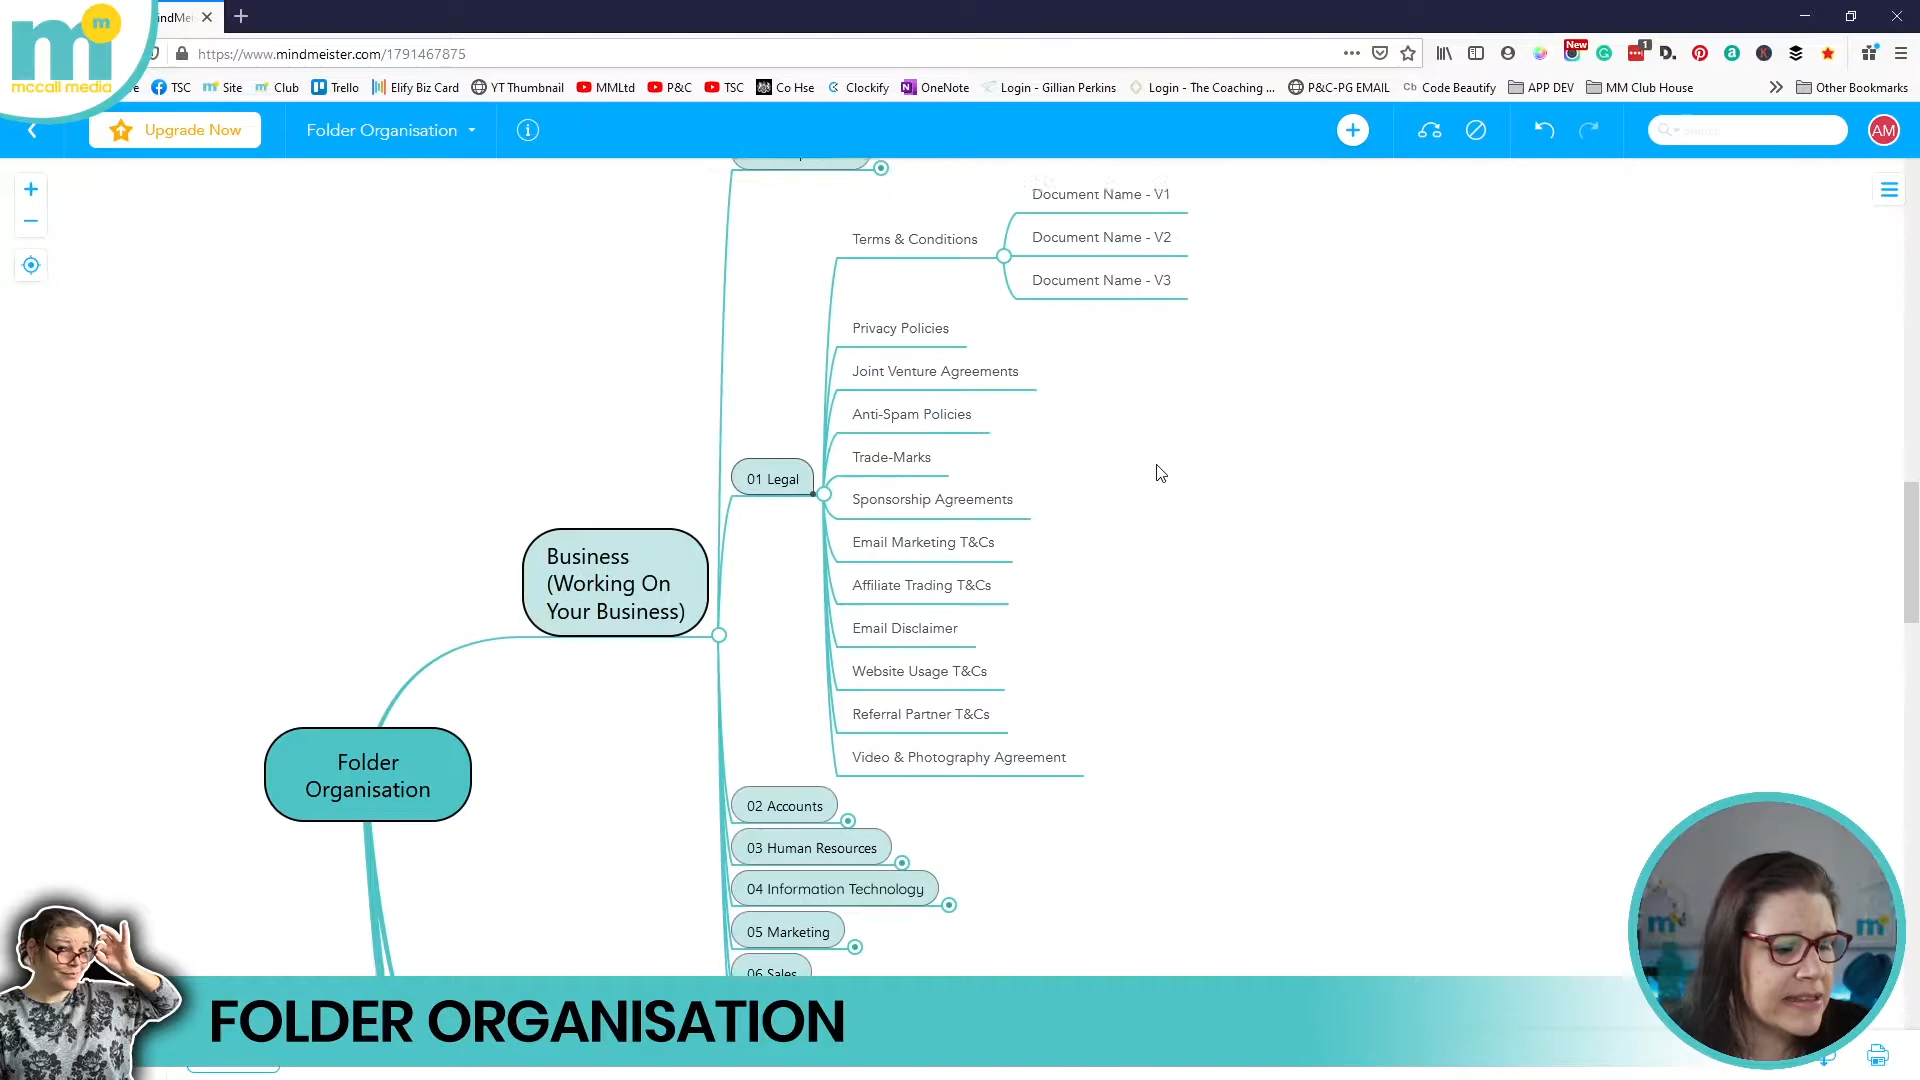 m
m
mccall media
https://www.mindmeister.com/1791467875
New
1
TSC
Site
Club
Trello
Elify Biz Card
YT Thumbnail
MMLtd
P&C
TSC
Co Hse
Clockify
OneNote
Login - Gillian Perkins
Login - The Coaching ...
P&C-PG EMAIL
Cb Code Beautify
APP DEV
MM Club House
Other Bookmarks
Upgrade Now
Folder Organisation
AM
Document Name - V1
Terms & Conditions
Document Name - V2
Document Name - V3
Privacy Policies
Joint Venture Agreements
Anti-Spam Policies
Trade-Marks
01 Legal
Sponsorship Agreements
Email Marketing T&Cs
Business
(Working On
Your Business)
Affiliate Trading T&Cs
Email Disclaimer
Website Usage T&Cs
Referral Partner T&Cs
Video & Photography Agreement
Folder
Organisation
02 Accounts
03 Human Resources
04 Information Technology
05 Marketing
06 Sales
FOLDER ORGANISATION